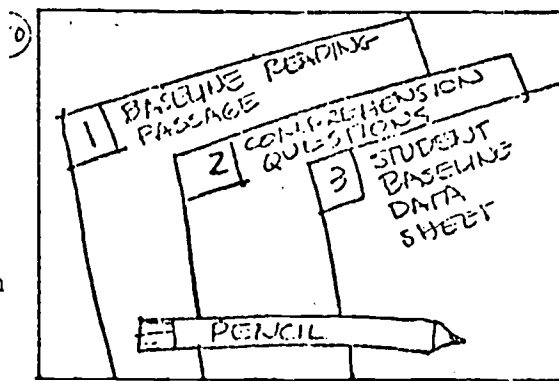 1 BASELINE READING
PASSAGE
2 COMPREHENSION
QUESTIONS
3 STUDENT
BASELINE
DATA
SHEET
PENCIL